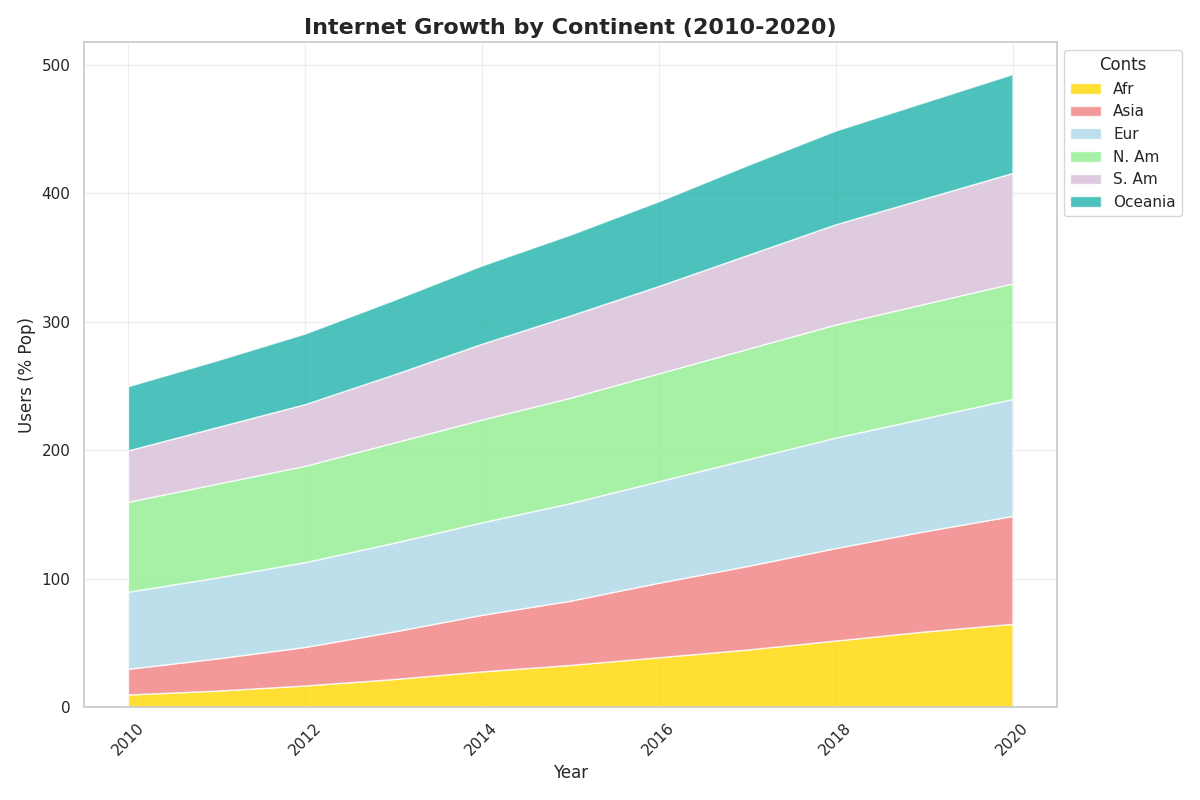 Internet Growth by Continent (2010-2020)
Conts
Afr
Asia
Eur
N. Am
S. Am
Oceania
Users (% Pop)
500
400
300
200
100
0
2010
2012
2014
2016
2018
2020
Year